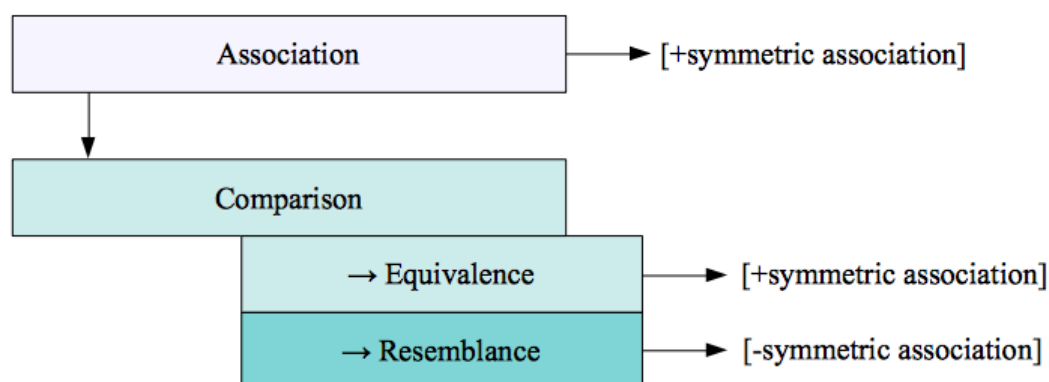 Association
[+symmetric association]
Comparison
→ Equivalence
[+symmetric association]
→ Resemblance
[-symmetric association]